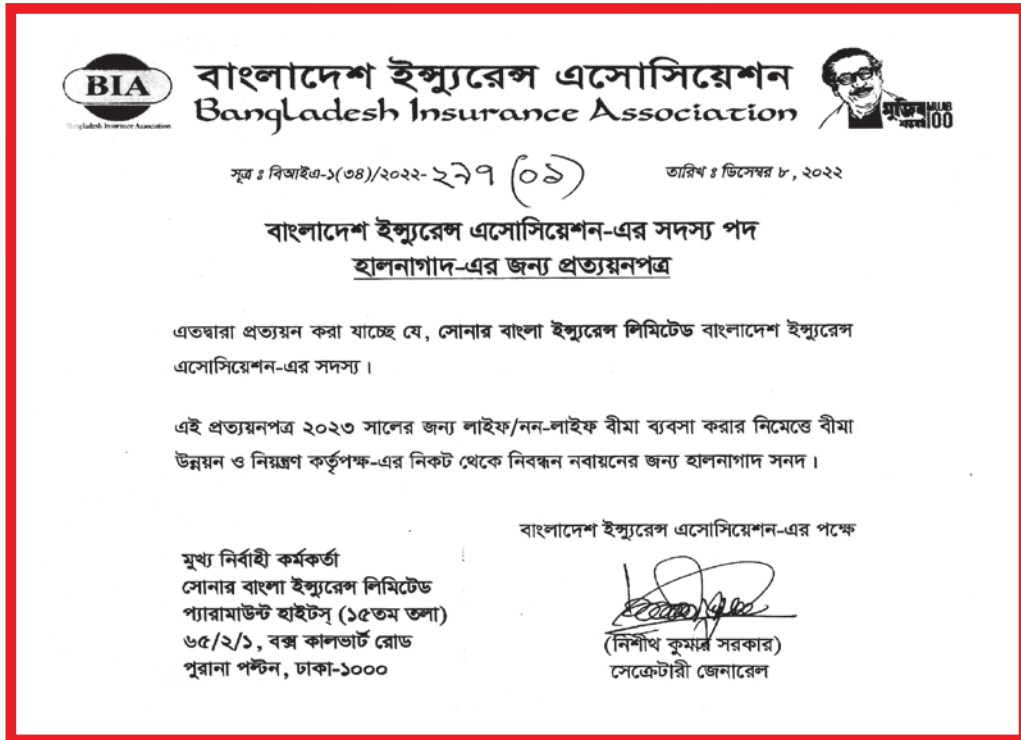 BIA
Bangladesh Insurance Association
বাংলাদেশ ইন্স্যুরেন্স এসোসিয়েশন
Bangladesh Insurance Association
মুজিব
শতবর্ষ
MUJIB
100
সূত্র ঃ বিআইএ-১(৩৪)/২০২২- ২৯৭ (০১)
তারিখ ঃ ডিসেম্বর ৮, ২০২২
বাংলাদেশ ইন্স্যুরেন্স এসোসিয়েশন-এর সদস্য পদ
হালনাগাদ-এর জন্য প্রত্যয়নপত্র
এতদ্বারা প্রত্যয়ন করা যাচ্ছে যে, সোনার বাংলা ইন্স্যুরেন্স লিমিটেড বাংলাদেশ ইন্স্যুরেন্স
এসোসিয়েশন-এর সদস্য।
এই প্রত্যয়নপত্র ২০২৩ সালের জন্য লাইফ/নন-লাইফ বীমা ব্যবসা করার নিমেত্তে বীমা
উন্নয়ন ও নিয়ন্ত্রণ কর্তৃপক্ষ-এর নিকট থেকে নিবন্ধন নবায়নের জন্য হালনাগাদ সনদ।
বাংলাদেশ ইন্স্যুরেন্স এসোসিয়েশন-এর পক্ষে
মুখ্য নির্বাহী কর্মকর্তা
সোনার বাংলা ইন্স্যুরেন্স লিমিটেড
প্যারামাউন্ট হাইটস্ (১৫তম তলা)
৬৫/২/১, বক্স কালভার্ট রোড
পুরানা পল্টন, ঢাকা-১০০০
(নিশীথ কুমার সরকার)
সেক্রেটারী জেনারেল